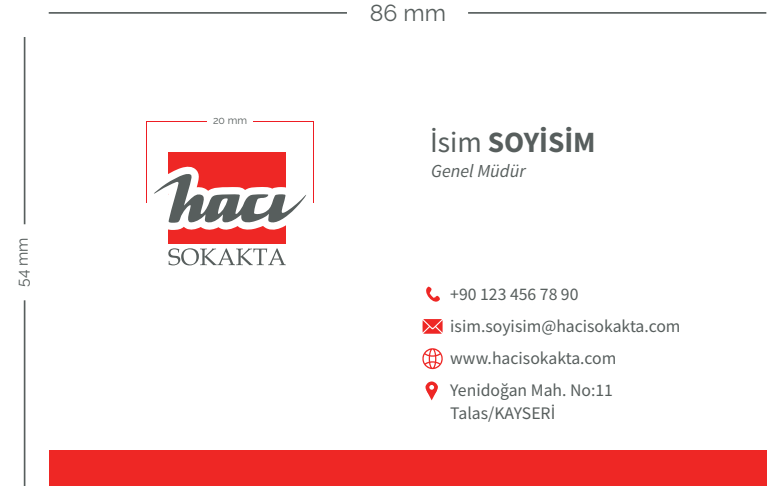 86 mm
54 mm
20 mm
hacı
SOKAKTA
İsim SOYİSİM
Genel Müdür
+90 123 456 78 90
isim.soyisim@hacisokakta.com
www.hacisokakta.com
Yenidoğan Mah. No:11
Talas/KAYSERİ